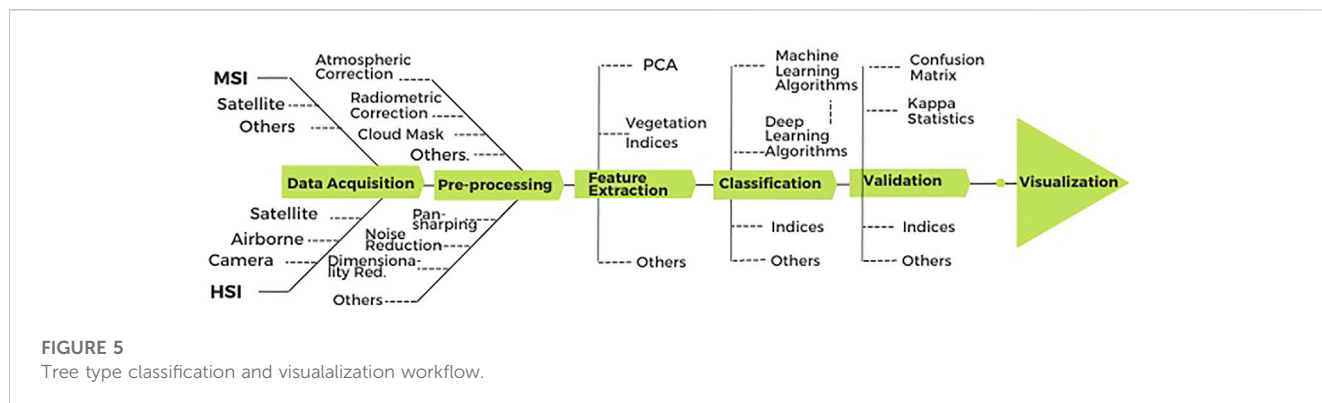 MSI
Satellite
Others
Atmospheric
Correction
Radiometric
Correction
Cloud Mask
Others.
PCA
Vegetation
Indices
Machine
Learning
Algorithms
Deep
Learning
Algorithms
Confusion
Matrix
Kappa
Statistics
Data Acquisition
Pre-processing
Feature
Extraction
Classification
Validation
Visualization
Satellite
Airborne
Camera
HSI
Pan-
sharping
Noise
Reduction
Dimensiona-
lity Red.
Others
Others
Indices
Others
Indices
Others
FIGURE 5
Tree type classification and visualalization workflow.